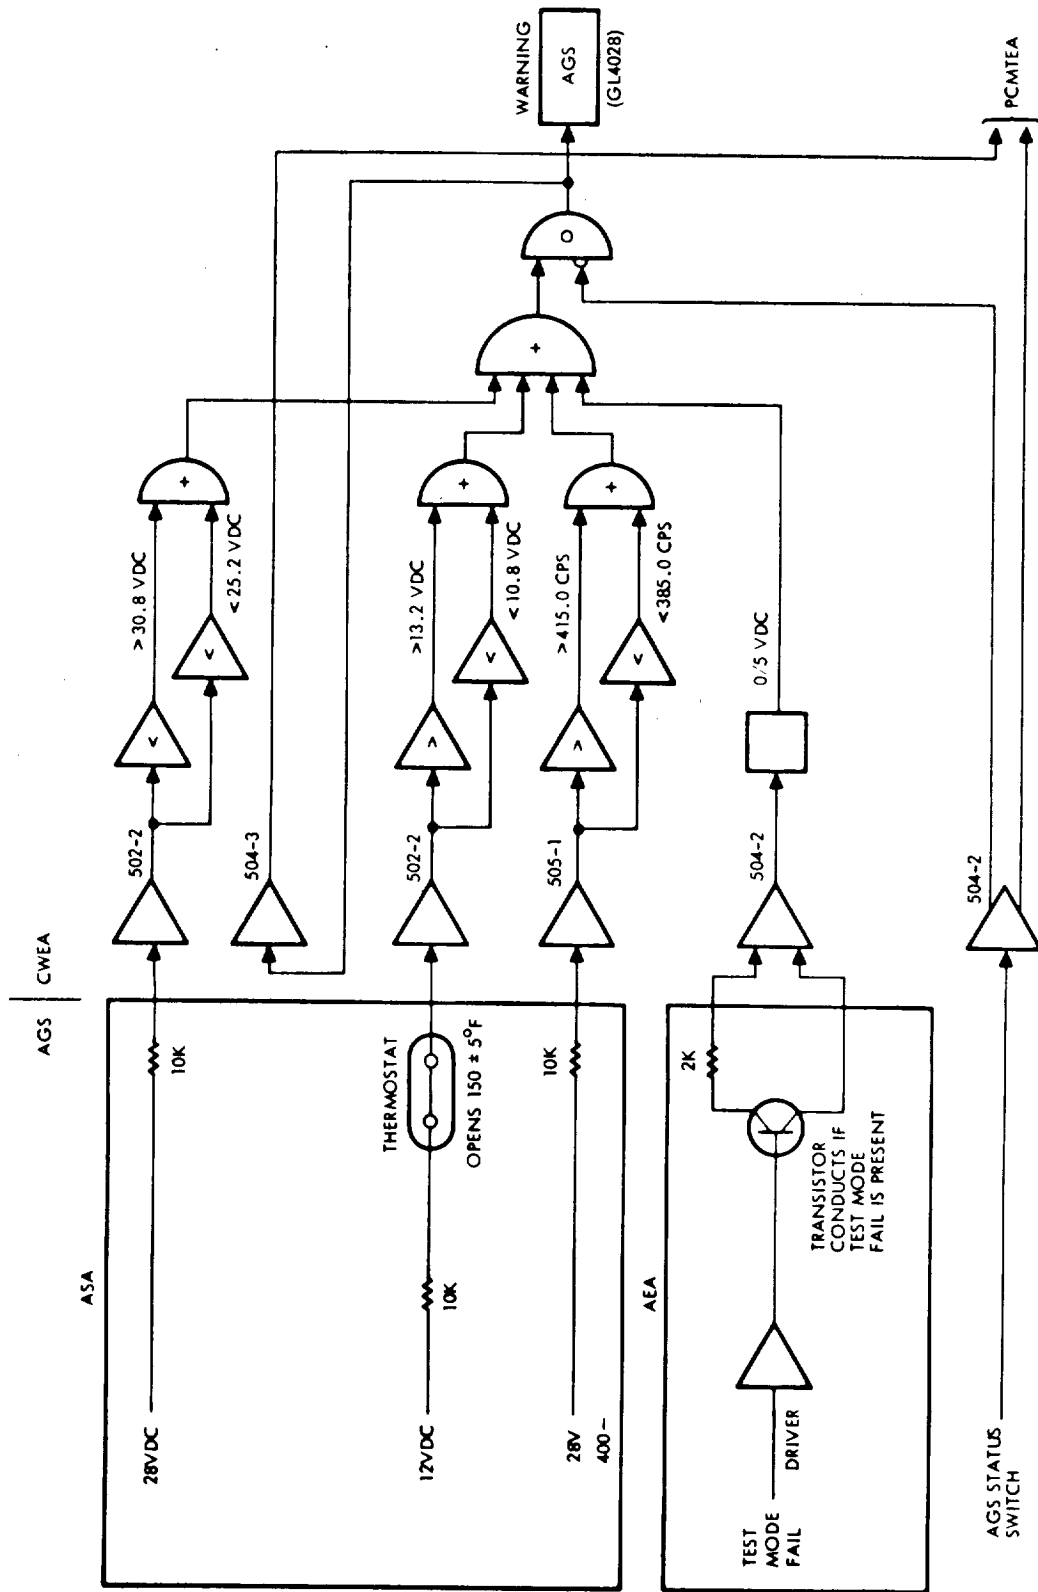 AGS
CWEA
ASA
28VDC
10K
502-2
>30.8 VDC
<25.2 VDC
+
504-3
12VDC
10K
THERMOSTAT
OPENS 150 ± 5°F
502-2
>13.2 VDC
<10.8 VDC
+
28V
400~
10K
505-1
>415.0 CPS
<385.0 CPS
+
+
O
WARNING
AGS
(GL4028)
AEA
TEST
MODE
FAIL
DRIVER
TRANSISTOR
CONDUCTS IF
TEST MODE
FAIL IS PRESENT
2K
504-2
0/5 VDC
AGS STATUS
SWITCH
504-2
PCMTEA